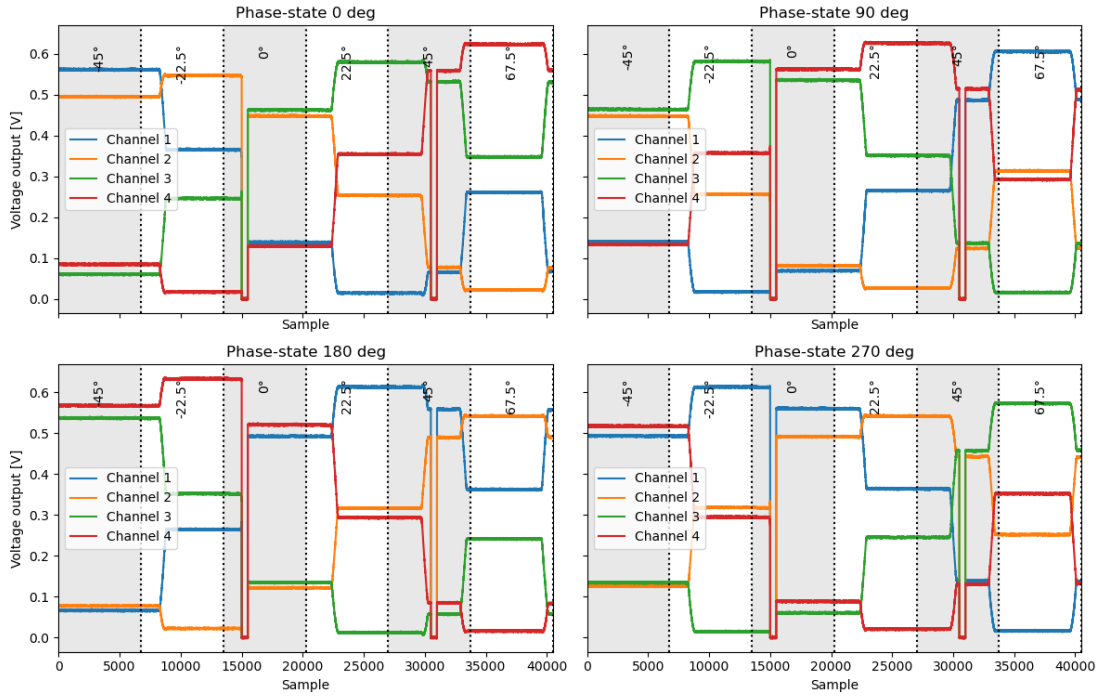 Phase-state 0 deg
Voltage output [V]
0.6
0.5
0.4
0.3
0.2
0.1
0.0
-45°
-22.5°
0°
22.5°
45°
67.5°
Channel 1
Channel 2
Channel 3
Channel 4
Sample
Phase-state 90 deg
-45°
-22.5°
0°
22.5°
45°
67.5°
Channel 1
Channel 2
Channel 3
Channel 4
Sample
Phase-state 180 deg
Voltage output [V]
0.6
0.5
0.4
0.3
0.2
0.1
0.0
-45°
-22.5°
0°
22.5°
45°
67.5°
Channel 1
Channel 2
Channel 3
Channel 4
0 5000 10000 15000 20000 25000 30000 35000 40000
Sample
Phase-state 270 deg
-45°
-22.5°
0°
22.5°
45°
67.5°
Channel 1
Channel 2
Channel 3
Channel 4
0 5000 10000 15000 20000 25000 30000 35000 40000
Sample